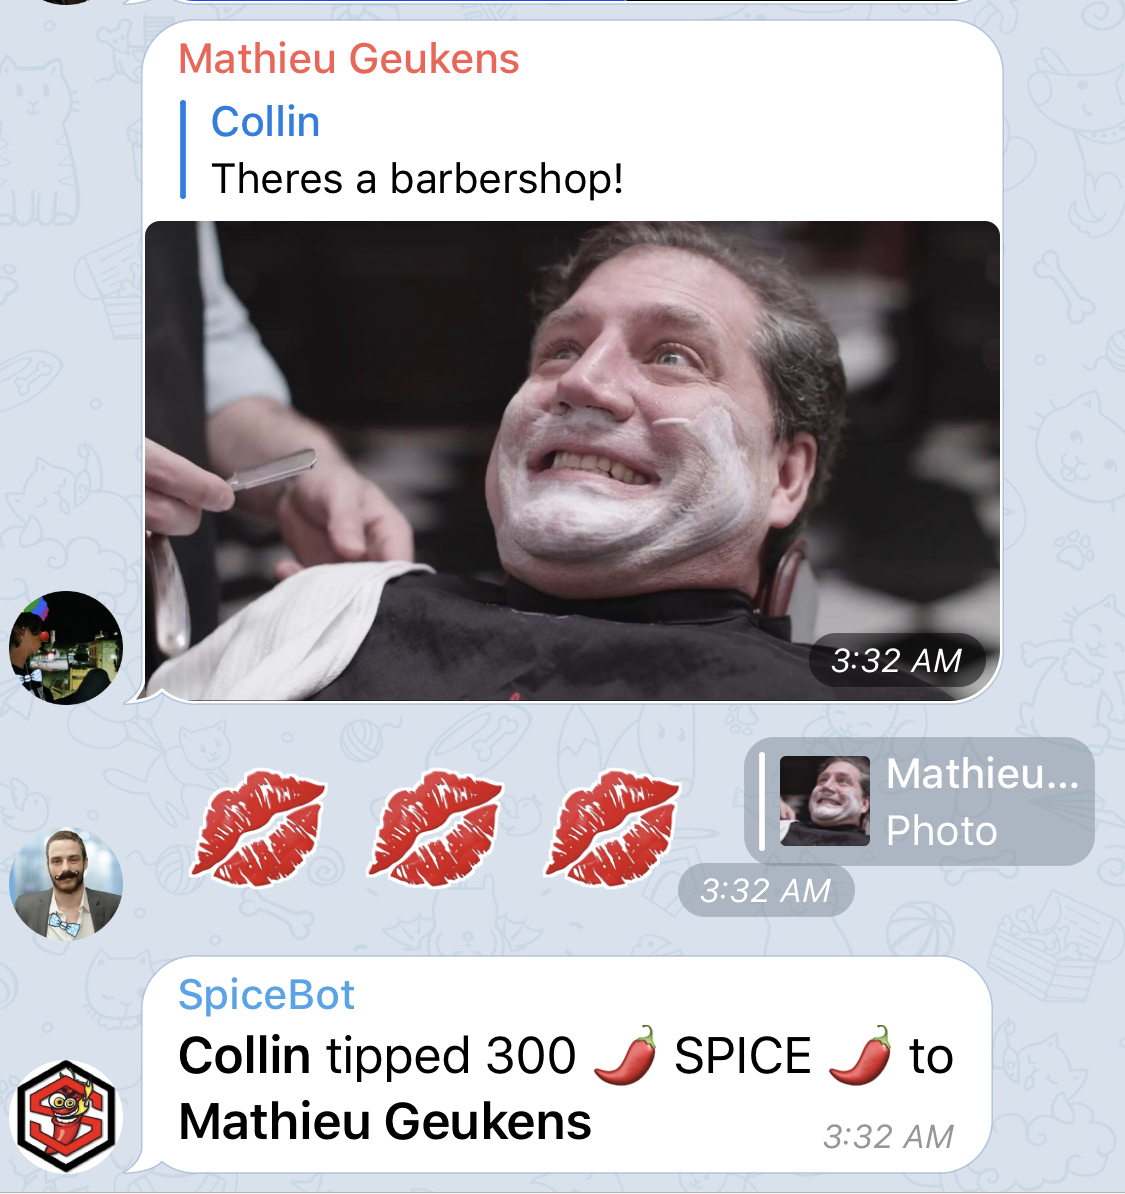 Mathieu Geukens
Collin
Theres a barbershop!
3:32 AM
Mathieu...
Photo
3:32 AM
SpiceBot
Collin tipped 300 🌶️ SPICE 🌶️ to
Mathieu Geukens
3:32 AM